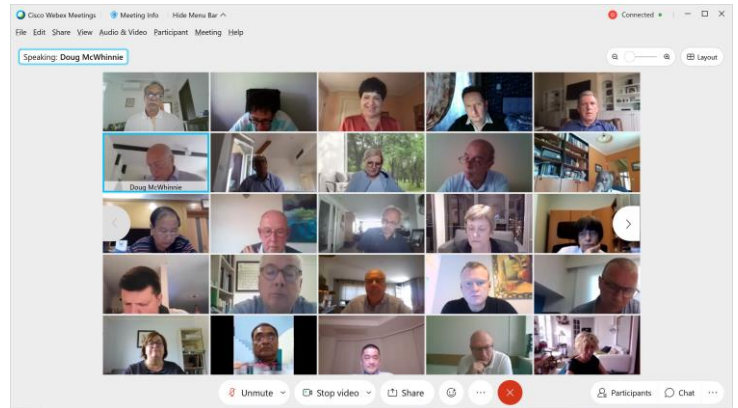 Cisco Webex Meetings Meeting Info Hide Menu Bar
Connected
File Edit Share View Audio & Video Participant Meeting Help
Speaking: Doug McWhinnie
Layout
Doug McWhinnie
Unmute Stop video Share
Participants Chat